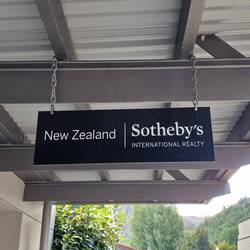 New Zealand
Sotheby's
INTERNATIONAL REALTY